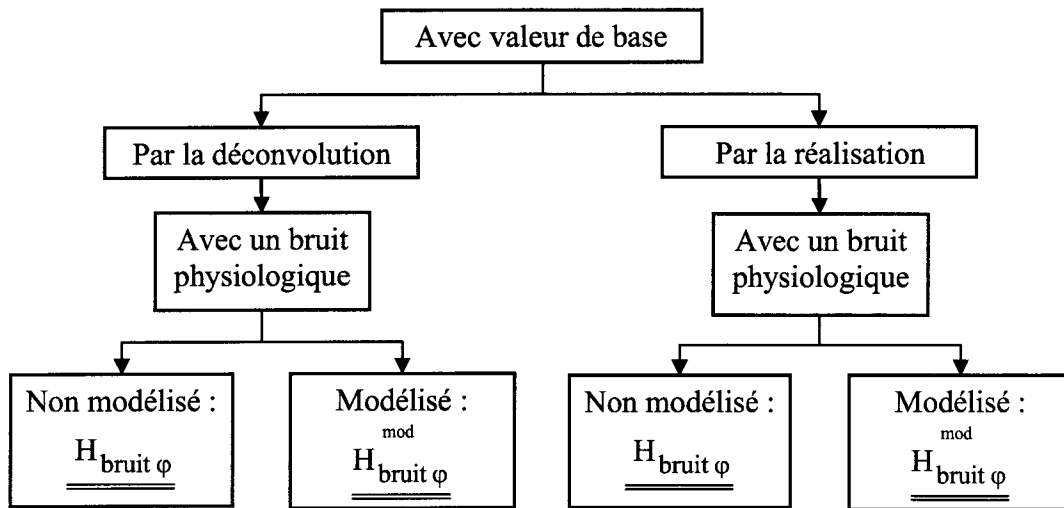 Avec valeur de base
Par la déconvolution
Par la réalisation
Avec un bruit
physiologique
Avec un bruit
physiologique
Non modélisé :
H bruit φ
Modélisé :
mod
H bruit φ
Non modélisé :
H bruit φ
Modélisé :
mod
H bruit φ